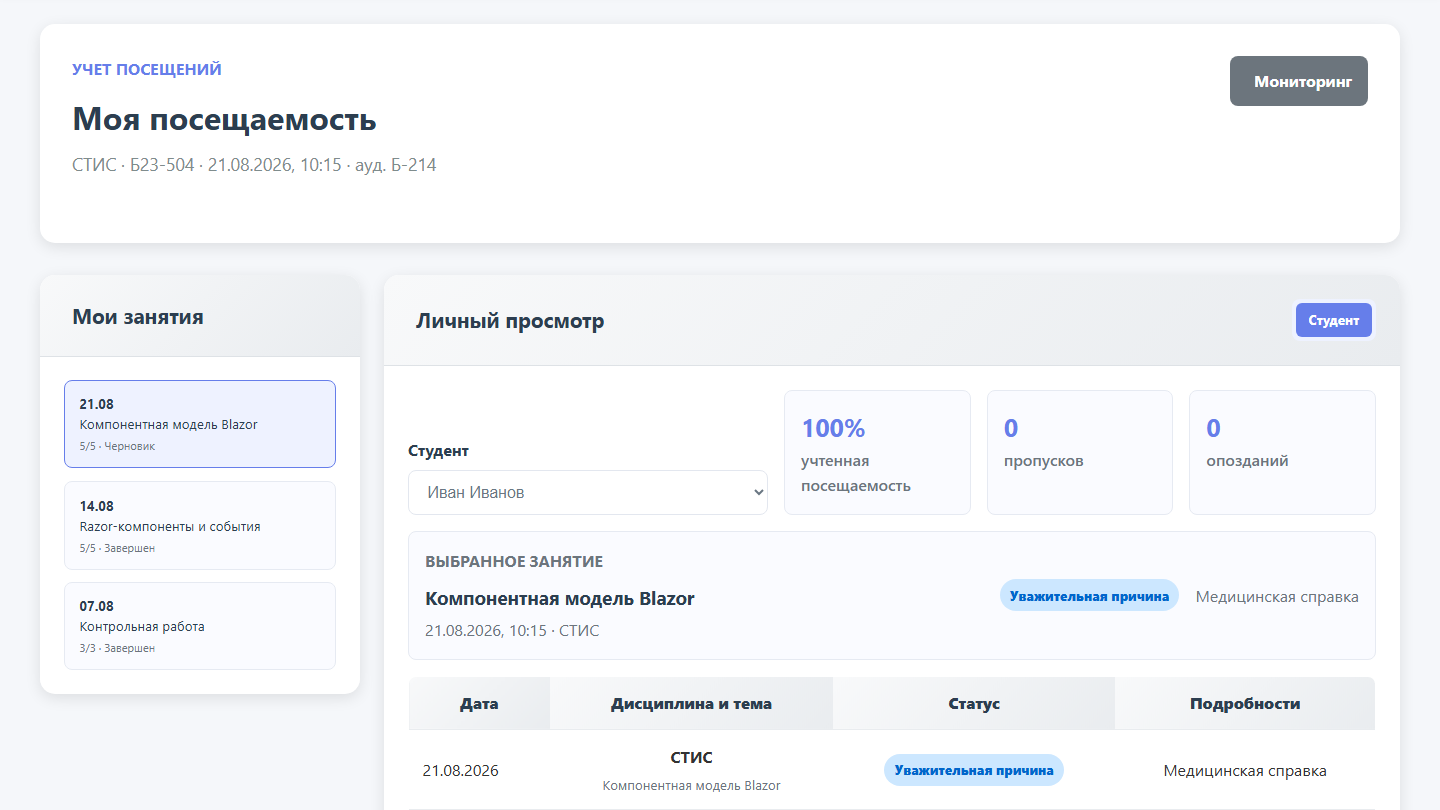 УЧЕТ ПОСЕЩЕНИЙ
Мониторинг
Моя посещаемость
СТИС · Б23-504 · 21.08.2026, 10:15 · ауд. Б-214
Мои занятия
21.08
Компонентная модель Blazor
5/5 · Черновик
14.08
Razor-компоненты и события
5/5 · Завершен
07.08
Контрольная работа
3/3 · Завершен
Личный просмотр
Студент
Студент
Иван Иванов
100%
учтенная
посещаемость
0
пропусков
0
опозданий
ВЫБРАННОЕ ЗАНЯТИЕ
Компонентная модель Blazor
21.08.2026, 10:15 · СТИС
Уважительная причина
Медицинская справка
Дата Дисциплина и тема Статус Подробности
21.08.2026
СТИС
Компонентная модель Blazor
Уважительная причина
Медицинская справка